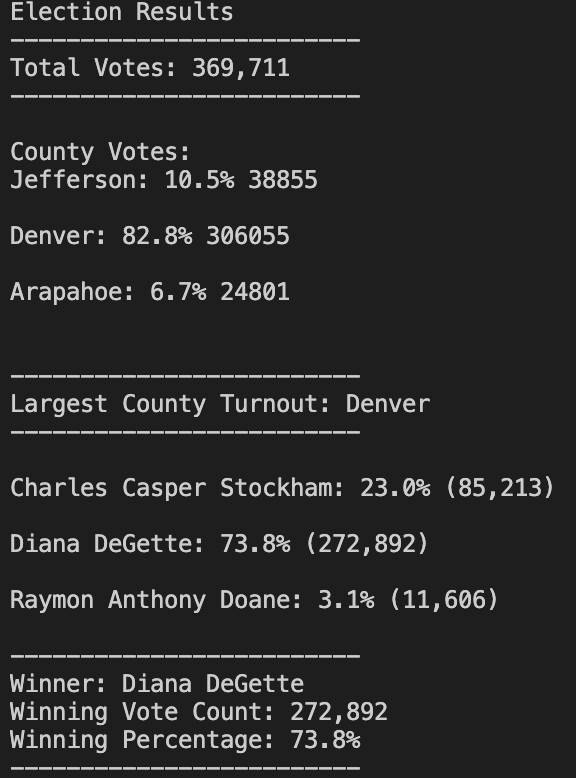 Election Results
-------------------------
Total Votes: 369,711
-------------------------
County Votes:
Jefferson: 10.5% 38855
Denver: 82.8% 306055
Arapahoe: 6.7% 24801
-------------------------
Largest County Turnout: Denver
-------------------------
Charles Casper Stockham: 23.0% (85,213)
Diana DeGette: 73.8% (272,892)
Raymon Anthony Doane: 3.1% (11,606)
-------------------------
Winner: Diana DeGette
Winning Vote Count: 272,892
Winning Percentage: 73.8%
-------------------------